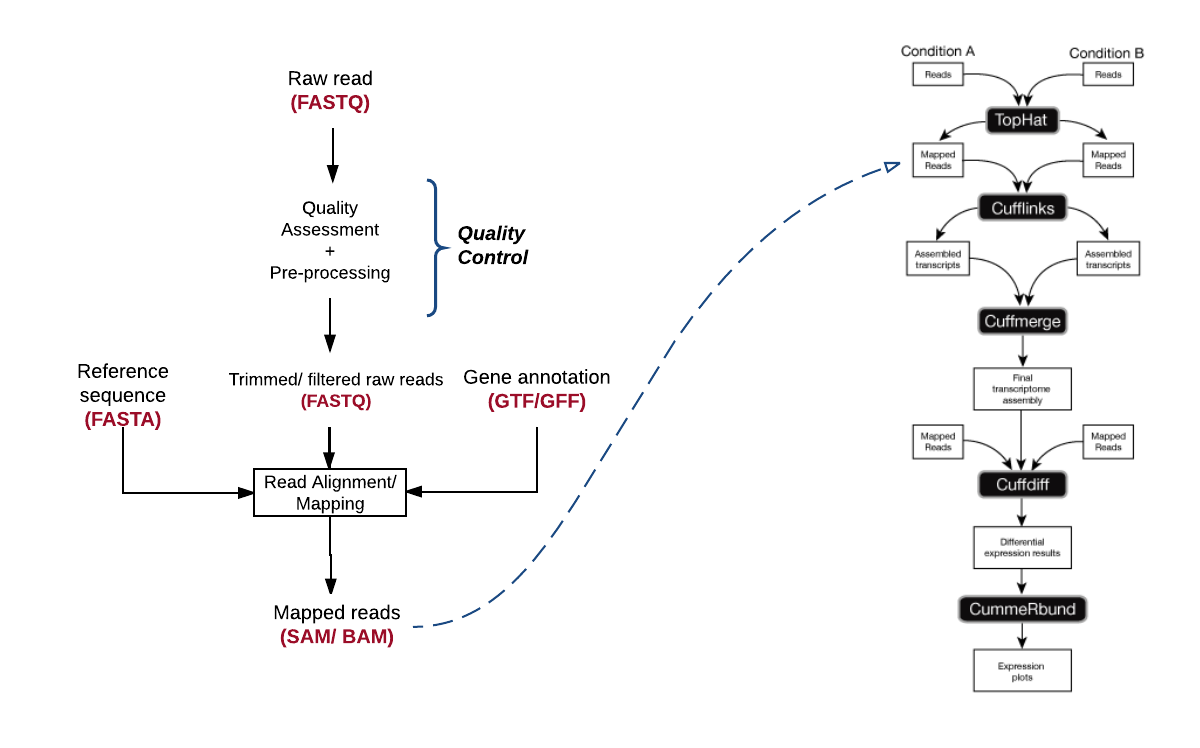 Raw read
(FASTQ)
Quality
Assessment
+
Pre-processing
Quality
Control
Reference
sequence
(FASTA)
Trimmed/ filtered raw reads
(FASTQ)
Gene annotation
(GTF/GFF)
Read Alignment/
Mapping
Mapped reads
(SAM/ BAM)
Condition A
Condition B
Reads
Reads
TopHat
Mapped
Reads
Mapped
Reads
Cufflinks
Assembled
transcripts
Assembled
transcripts
Cuffmerge
Final
transcriptome
assembly
Mapped
Reads
Mapped
Reads
Cuffdiff
Differential
expression results
CummeRbund
Expression
plots